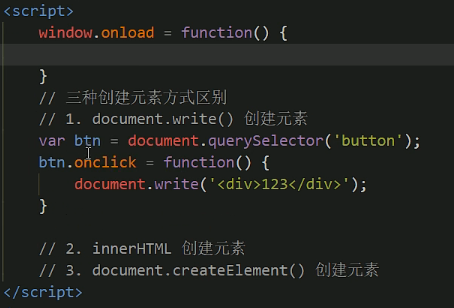 <script>
window.onload = function() {
}
// 三种创建元素方式区别
// 1. document.write() 创建元素
var btn = document.querySelector('button');
btn.onclick = function() {
document.write('<div>123</div>');
}
// 2. innerHTML 创建元素
// 3. document.createElement() 创建元素
</script>